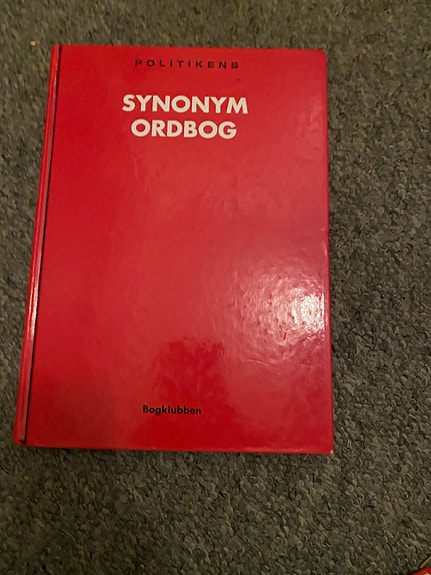 POLITIKENS
SYNONYM
ORDBOG
Bogklubben